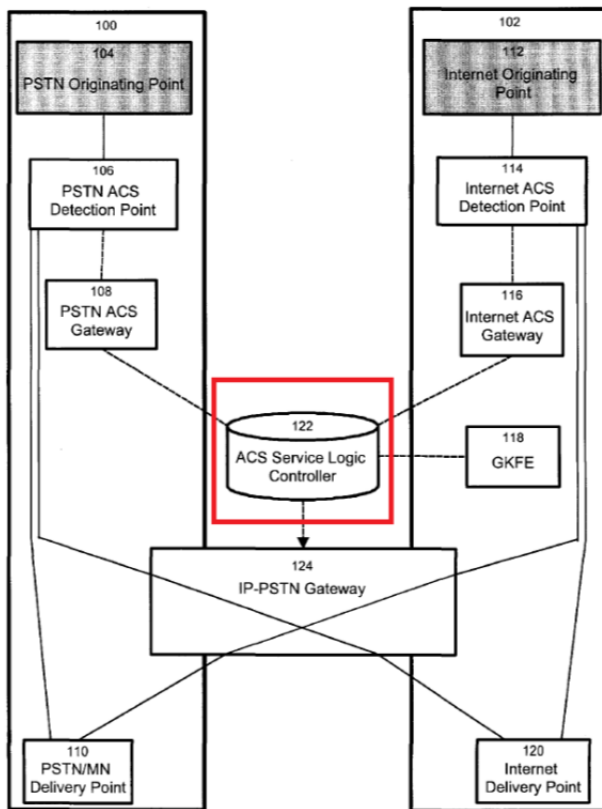 100
104
PSTN Originating Point
106
PSTN ACS
Detection Point
108
PSTN ACS
Gateway
102
112
Internet Originating
Point
114
Internet ACS
Detection Point
116
Internet ACS
Gateway
122
ACS Service Logic
Controller
118
GKFE
124
IP-PSTN Gateway
110
PSTN/MN
Delivery Point
120
Internet
Delivery Point